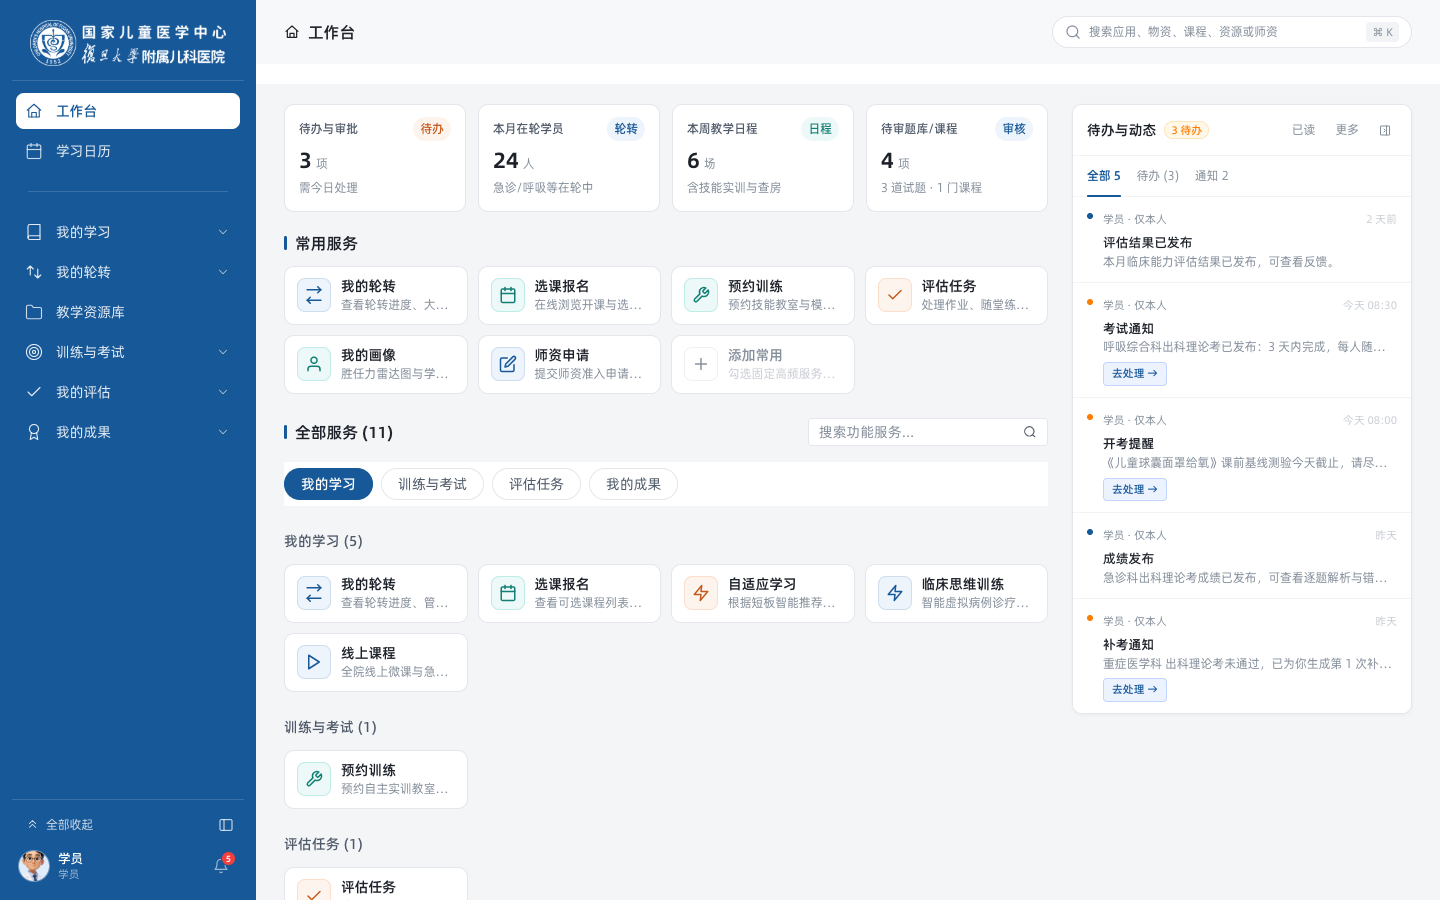 国家儿童医学中心
復旦大学 附属儿科医院
工作台
学习日历
我的学习
我的轮转
教学资源库
训练与考试
我的评估
我的成果
全部收起
学员
学员
5
工作台
搜索应用、物资、课程、资源或师资
⌘ K
待办与审批
待办
3 项
需今日处理
本月在轮学员
轮转
24 人
急诊/呼吸等在轮中
本周教学日程
日程
6 场
含技能实训与查房
待审题库/课程
审核
4 项
3 道试题 · 1 门课程
常用服务
我的轮转
查看轮转进度、大...
选课报名
在线浏览开课与选...
预约训练
预约技能教室与模...
评估任务
处理作业、随堂练...
我的画像
胜任力雷达图与学...
师资申请
提交师资准入申请...
添加常用
勾选固定高频服务...
全部服务 (11)
搜索功能服务...
我的学习
训练与考试
评估任务
我的成果
我的学习 (5)
我的轮转
查看轮转进度、管...
选课报名
查看可选课程列表...
自适应学习
根据短板智能推荐...
临床思维训练
智能虚拟病例诊疗...
线上课程
全院线上微课与急...
训练与考试 (1)
预约训练
预约自主实训教室...
评估任务 (1)
评估任务
待办与动态
3 待办
已读
更多
全部 5
待办 (3)
通知 2
学员 · 仅本人
2 天前
评估结果已发布
本月临床能力评估结果已发布，可查看反馈。
学员 · 仅本人
今天 08:30
考试通知
呼吸综合科出科理论考已发布：3 天内完成，每人随...
去处理 →
学员 · 仅本人
今天 08:00
开考提醒
《儿童球囊面罩给氧》课前基线测验今天截止，请尽...
去处理 →
学员 · 仅本人
昨天
成绩发布
急诊科出科理论考成绩已发布，可查看逐题解析与错...
学员 · 仅本人
昨天
补考通知
重症医学科 出科理论考未通过，已为你生成第 1 次补...
去处理 →